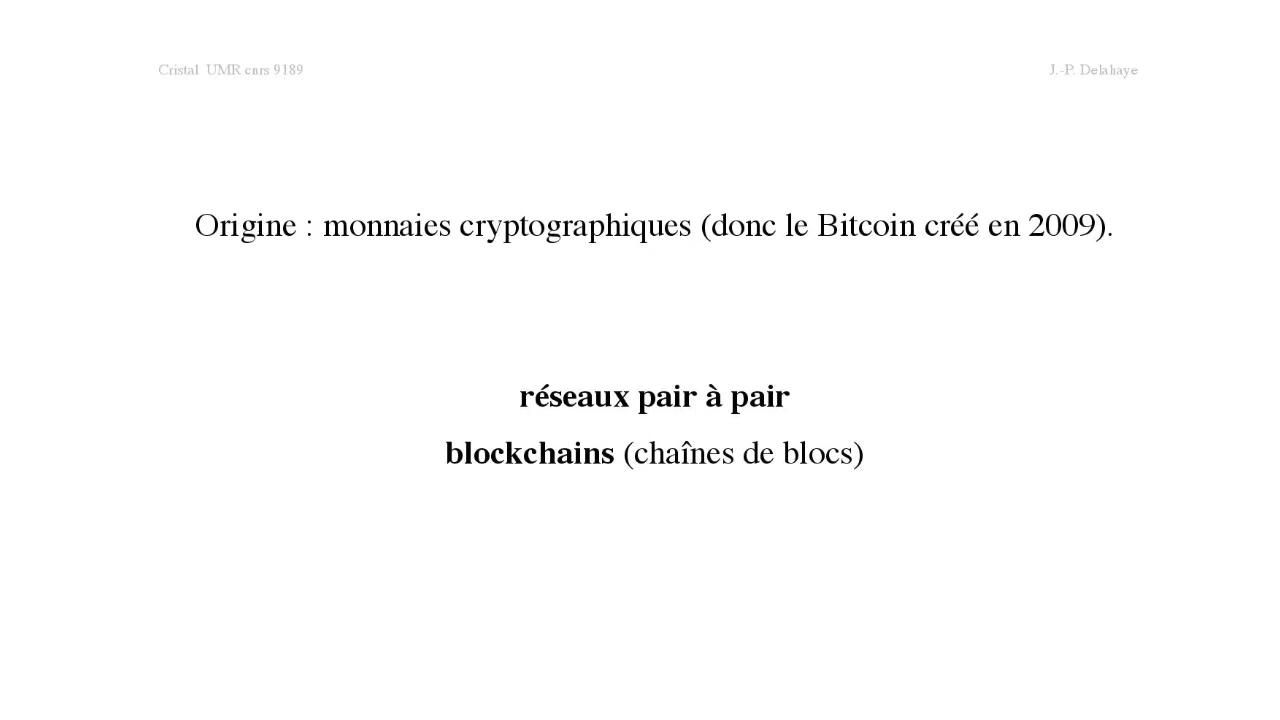 Cristal UMR cnrs 9189
J.-P. Delahaye
Origine : monnaies cryptographiques (donc le Bitcoin créé en 2009).
réseaux pair à pair
blockchains (chaînes de blocs)